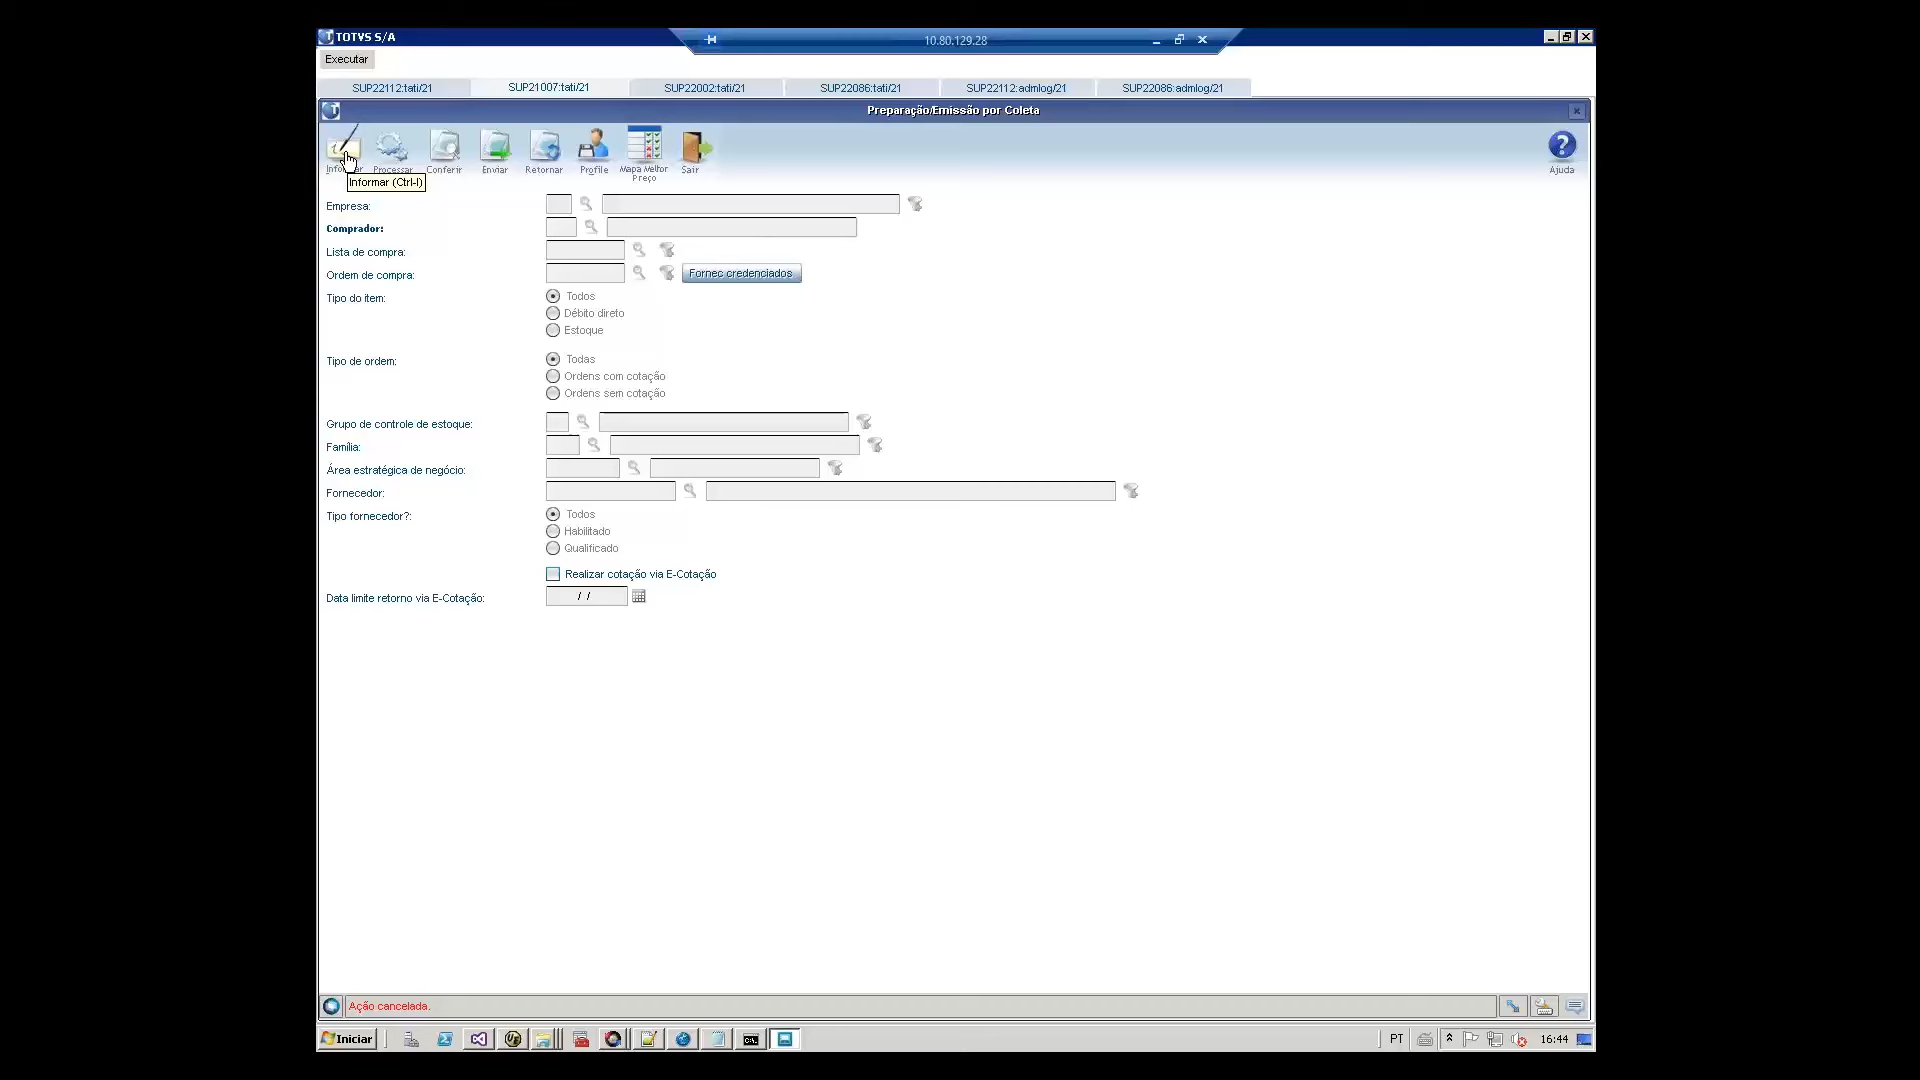 TOTVS S/A
10.80.129.28
Executar
SUP22112:tati/21
SUP21007:tati/21
SUP22002:tati/21
SUP22086:tati/21
SUP22112:admlog/21
SUP22086:admlog/21
Preparação/Emissão por Coleta
Informar
Processar
Conferir
Enviar
Retornar
Profile
Mapa Melhor
Preço
Sair
Ajuda
Informar (Ctrl-I)
Empresa:
Comprador:
Lista de compra:
Ordem de compra:
Fornec credenciados
Tipo do item:
Todos
Débito direto
Estoque
Tipo de ordem:
Todas
Ordens com cotação
Ordens sem cotação
Grupo de controle de estoque:
Família:
Área estratégica de negócio:
Fornecedor:
Tipo fornecedor?:
Todos
Habilitado
Qualificado
Realizar cotação via E-Cotação
Data limite retorno via E-Cotação:
/ /
Ação cancelada.
Iniciar
PT
16:44